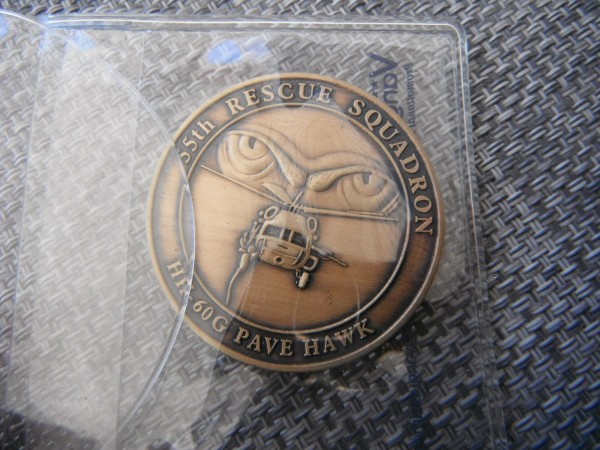 55th RESCUE SQUADRON
HH 60G PAVE HAWK